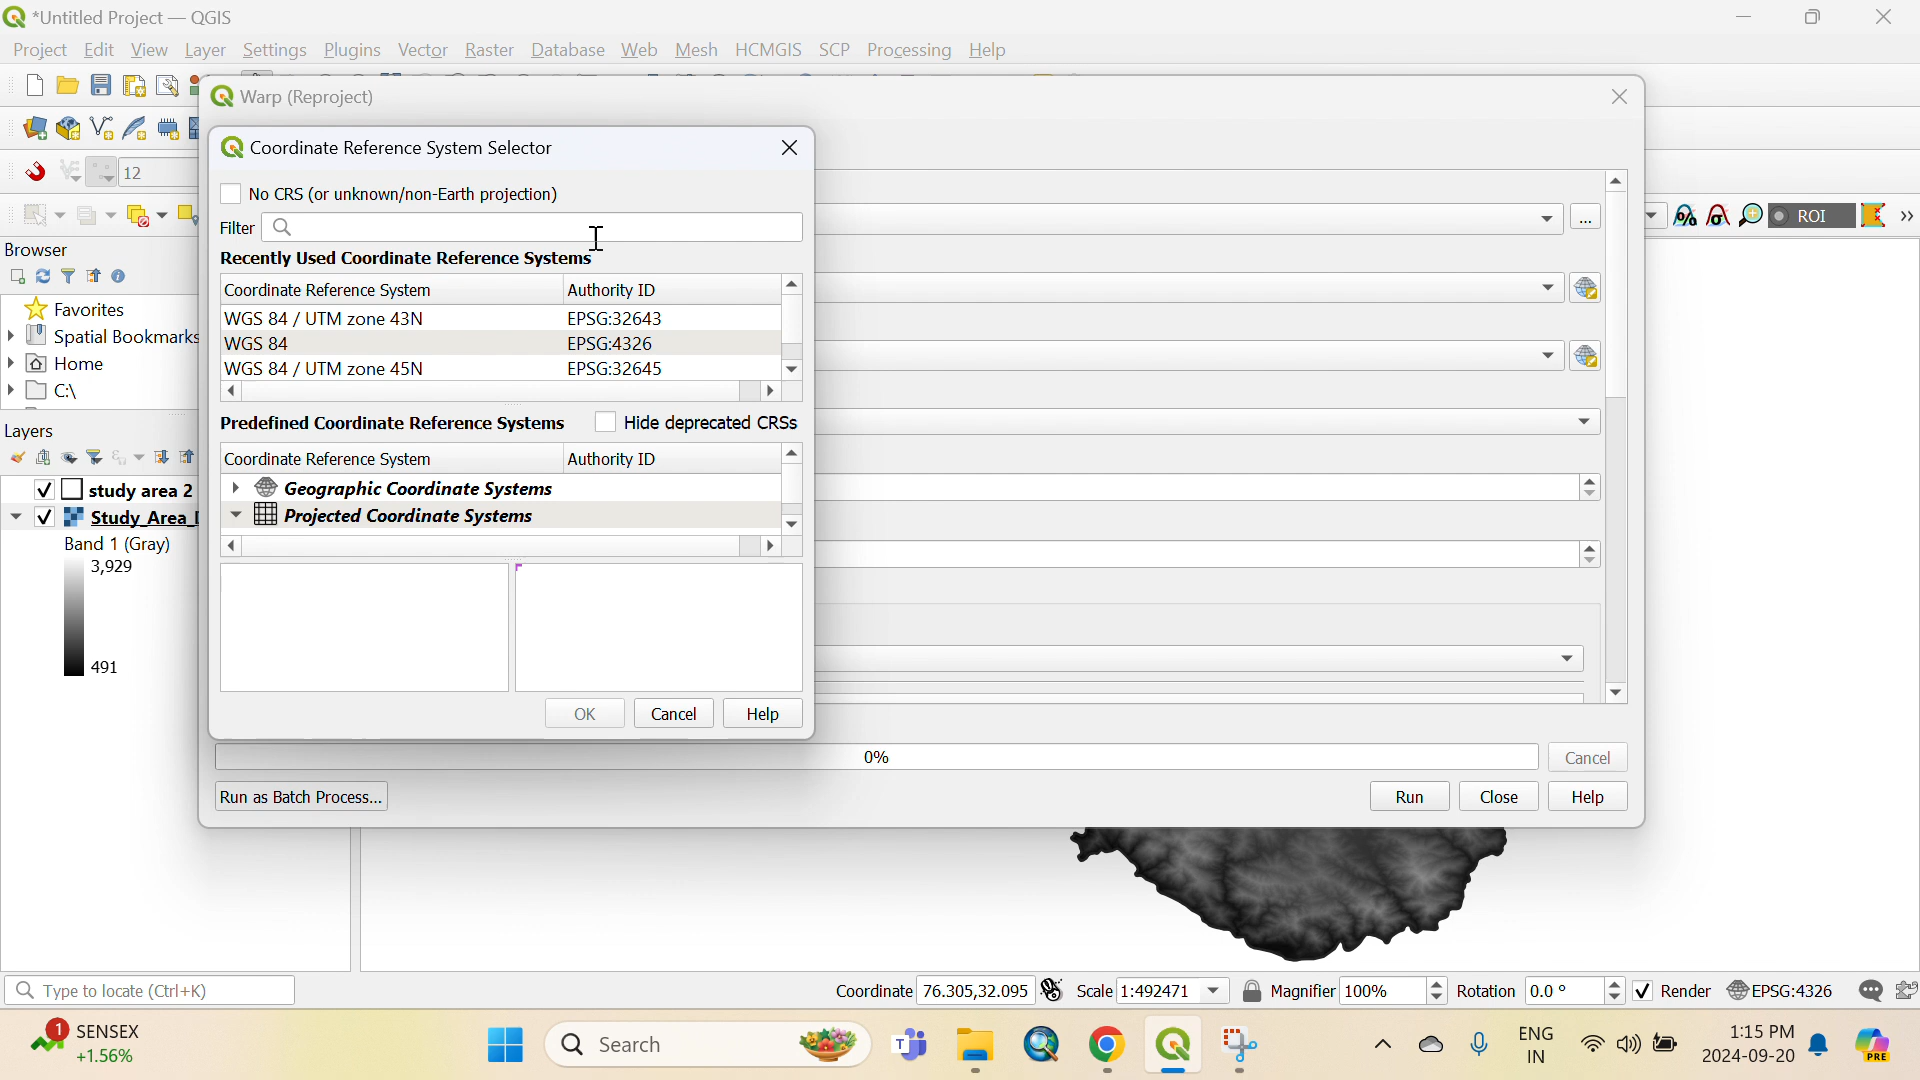 *Untitled Project — QGIS
Project Edit View Layer Settings Plugins Vector Raster Database Web Mesh HCMGIS SCP Processing Help
Warp (Reproject)
Coordinate Reference System Selector
12
No CRS (or unknown/non-Earth projection)
Filter
... ROI »
Browser
Recently Used Coordinate Reference Systems
Coordinate Reference System Authority ID
Favorites
WGS 84 / UTM zone 43N EPSG:32643
Spatial Bookmarks
WGS 84 EPSG:4326
Home
WGS 84 / UTM zone 45N EPSG:32645
C:\
Predefined Coordinate Reference Systems Hide deprecated CRSs
Layers
Coordinate Reference System Authority ID
study area 2
Geographic Coordinate Systems
Study_Area_
Projected Coordinate Systems
Band 1 (Gray)
3,929
491
OK Cancel Help
0% Cancel
Run as Batch Process... Run Close Help
Type to locate (Ctrl+K) Coordinate 76.305,32.095 Scale 1:492471 Magnifier 100% Rotation 0.0 ° Render EPSG:4326
1 SENSEX
+1.56%
Search
ENG
IN
1:15 PM
2024-09-20
PRE